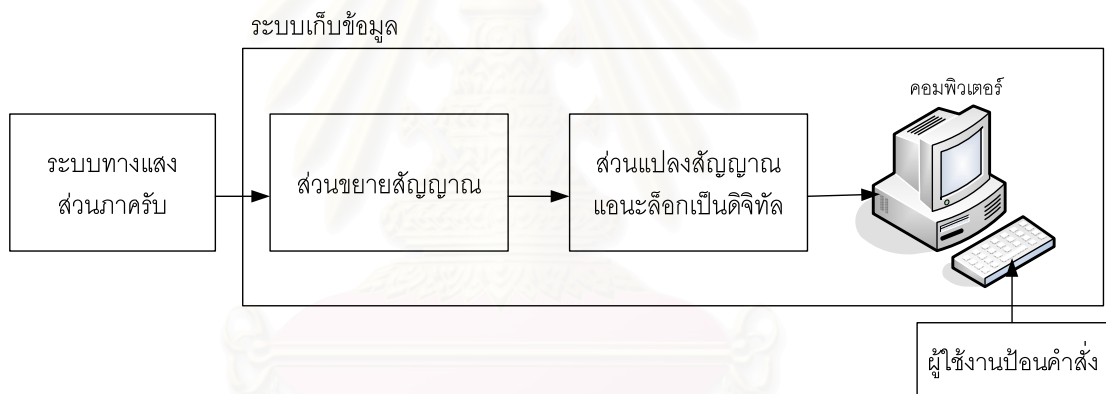 ระบบเก็บข้อมูล
คอมพิวเตอร์
ระบบทางแสง
ส่วนภาครับ
ส่วนขยายสัญญาณ
ส่วนแปลงสัญญาณ
แอนะล็อกเป็นดิจิทัล
ผู้ใช้งานป้อนคำสั่ง